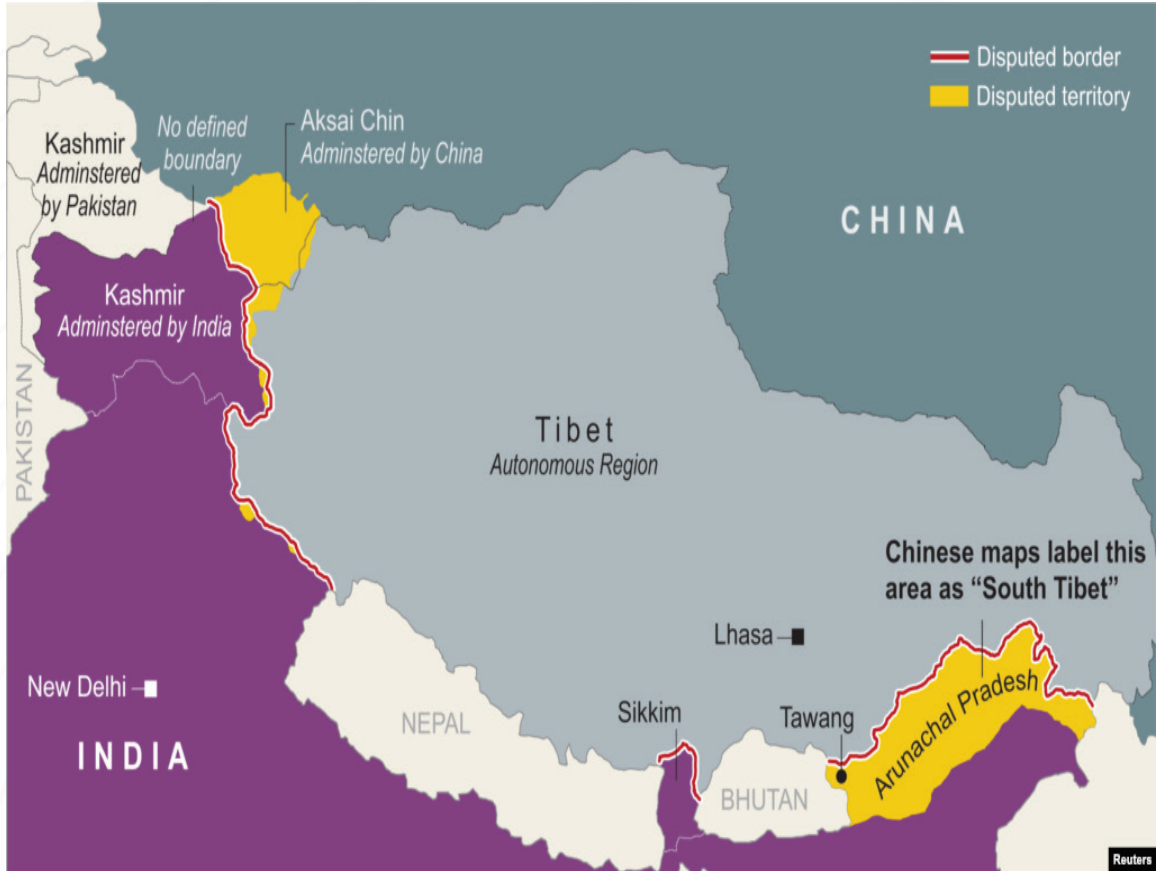 Disputed border
Disputed territory
Kashmir
Adminstered
by Pakistan
No defined
boundary
Aksai Chin
Adminstered by China
CHINA
Kashmir
Adminstered by India
PAKISTAN
Tibet
Autonomous Region
Chinese maps label this
area as “South Tibet”
Lhasa
New Delhi
INDIA
NEPAL
Sikkim
BHUTAN
Tawang
Arunachal Pradesh
Reuters